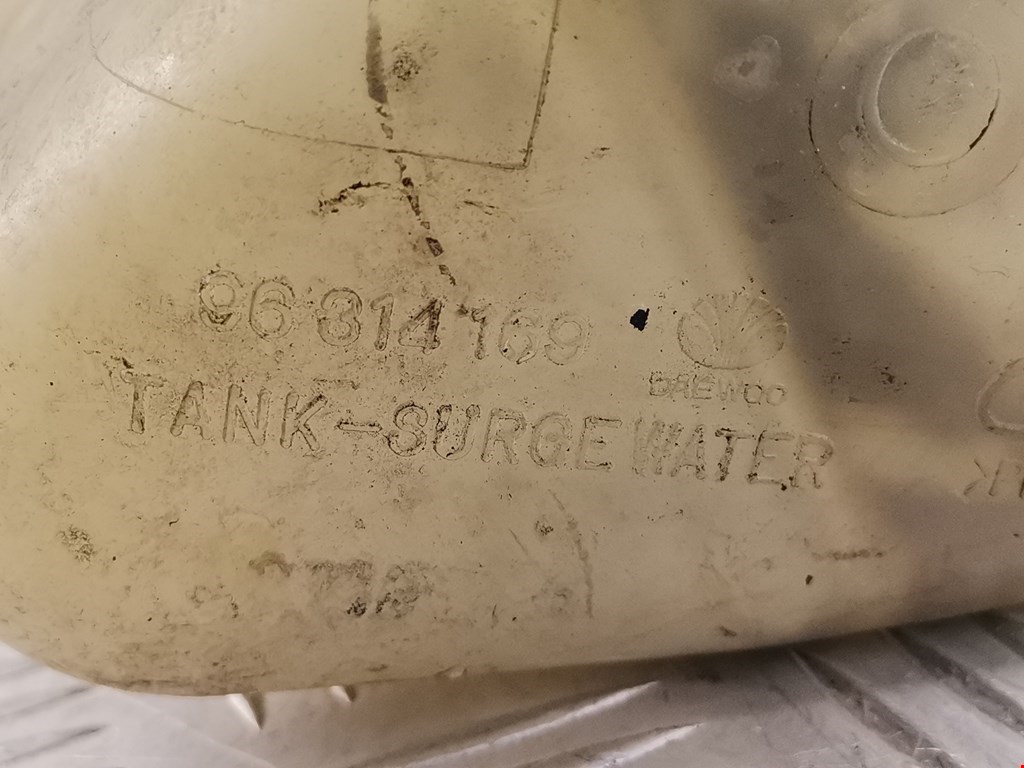 96 314 169
DAEWOO
TANK-SURGE WATER